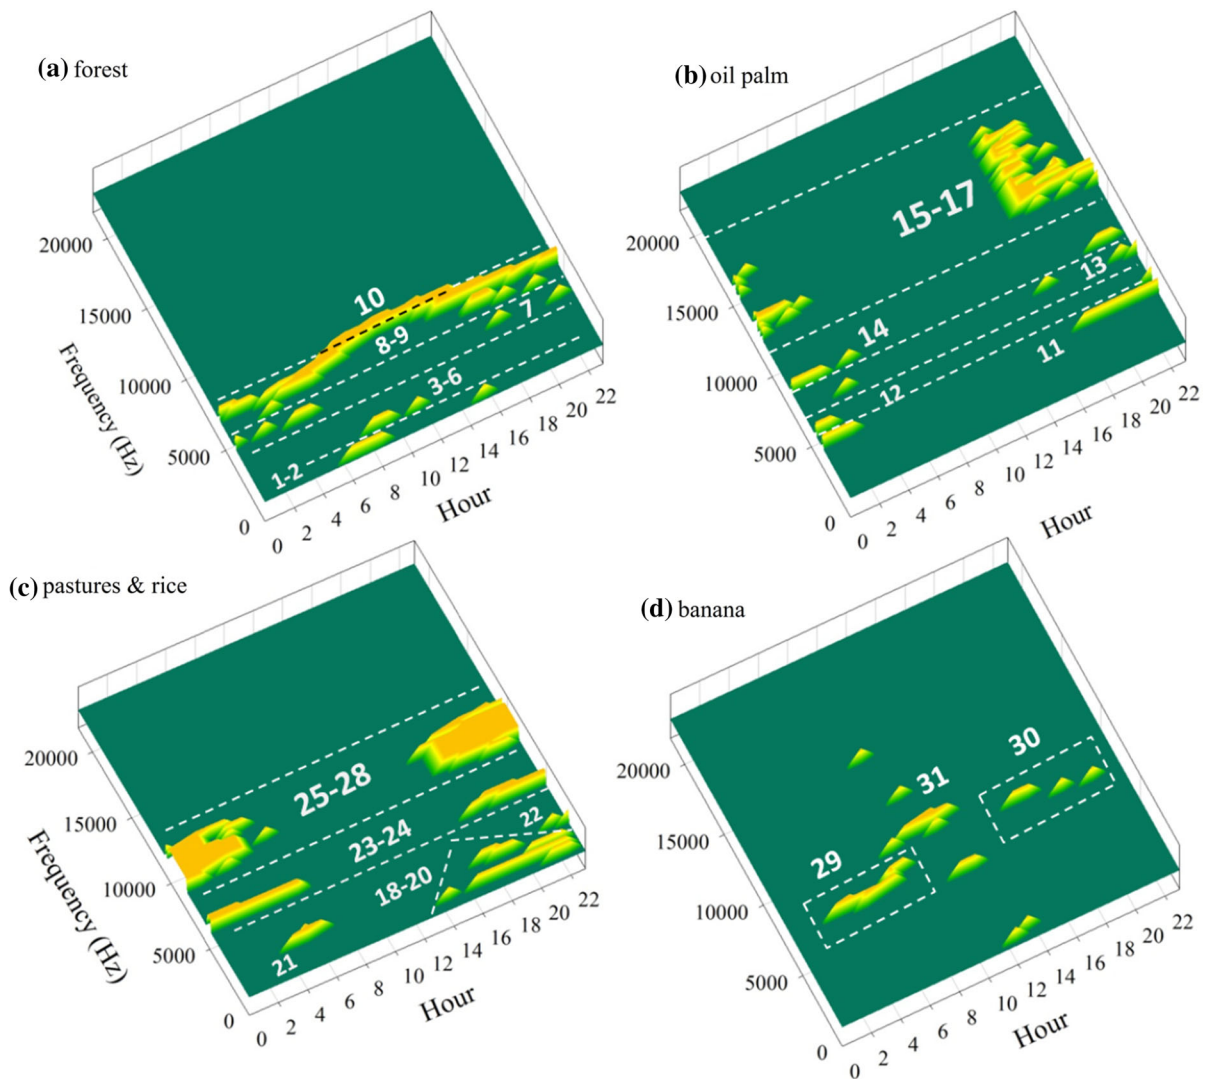 (a) forest
20000
15000
10000
5000
0
Frequency (Hz)
10
8-9
7
3-6
1-2
0 2 4 6 8 10 12 14 16 18 20 22
Hour
(b) oil palm
20000
15000
10000
5000
0
15-17
14
13
12
11
0 2 4 6 8 10 12 14 16 18 20 22
Hour
(c) pastures & rice
20000
15000
10000
5000
0
Frequency (Hz)
25-28
23-24
22
18-20
21
0 2 4 6 8 10 12 14 16 18 20 22
Hour
(d) banana
20000
15000
10000
5000
0
30
31
29
0 2 4 6 8 10 12 14 16 18 20 22
Hour